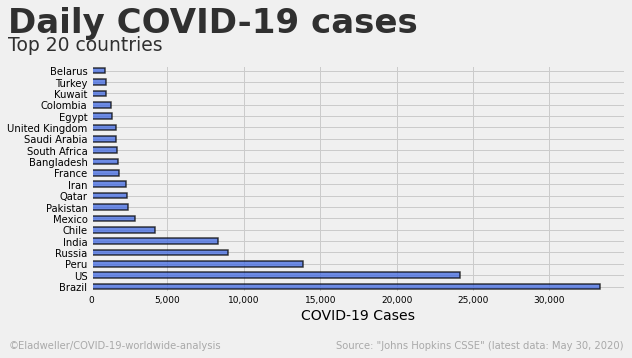 Daily COVID-19 cases
Top 20 countries
Belarus
Turkey
Kuwait
Colombia
Egypt
United Kingdom
Saudi Arabia
South Africa
Bangladesh
France
Iran
Qatar
Pakistan
Mexico
Chile
India
Russia
Peru
US
Brazil
0 5,000 10,000 15,000 20,000 25,000 30,000
COVID-19 Cases
©Eladweller/COVID-19-worldwide-analysis Source: "Johns Hopkins CSSE" (latest data: May 30, 2020)